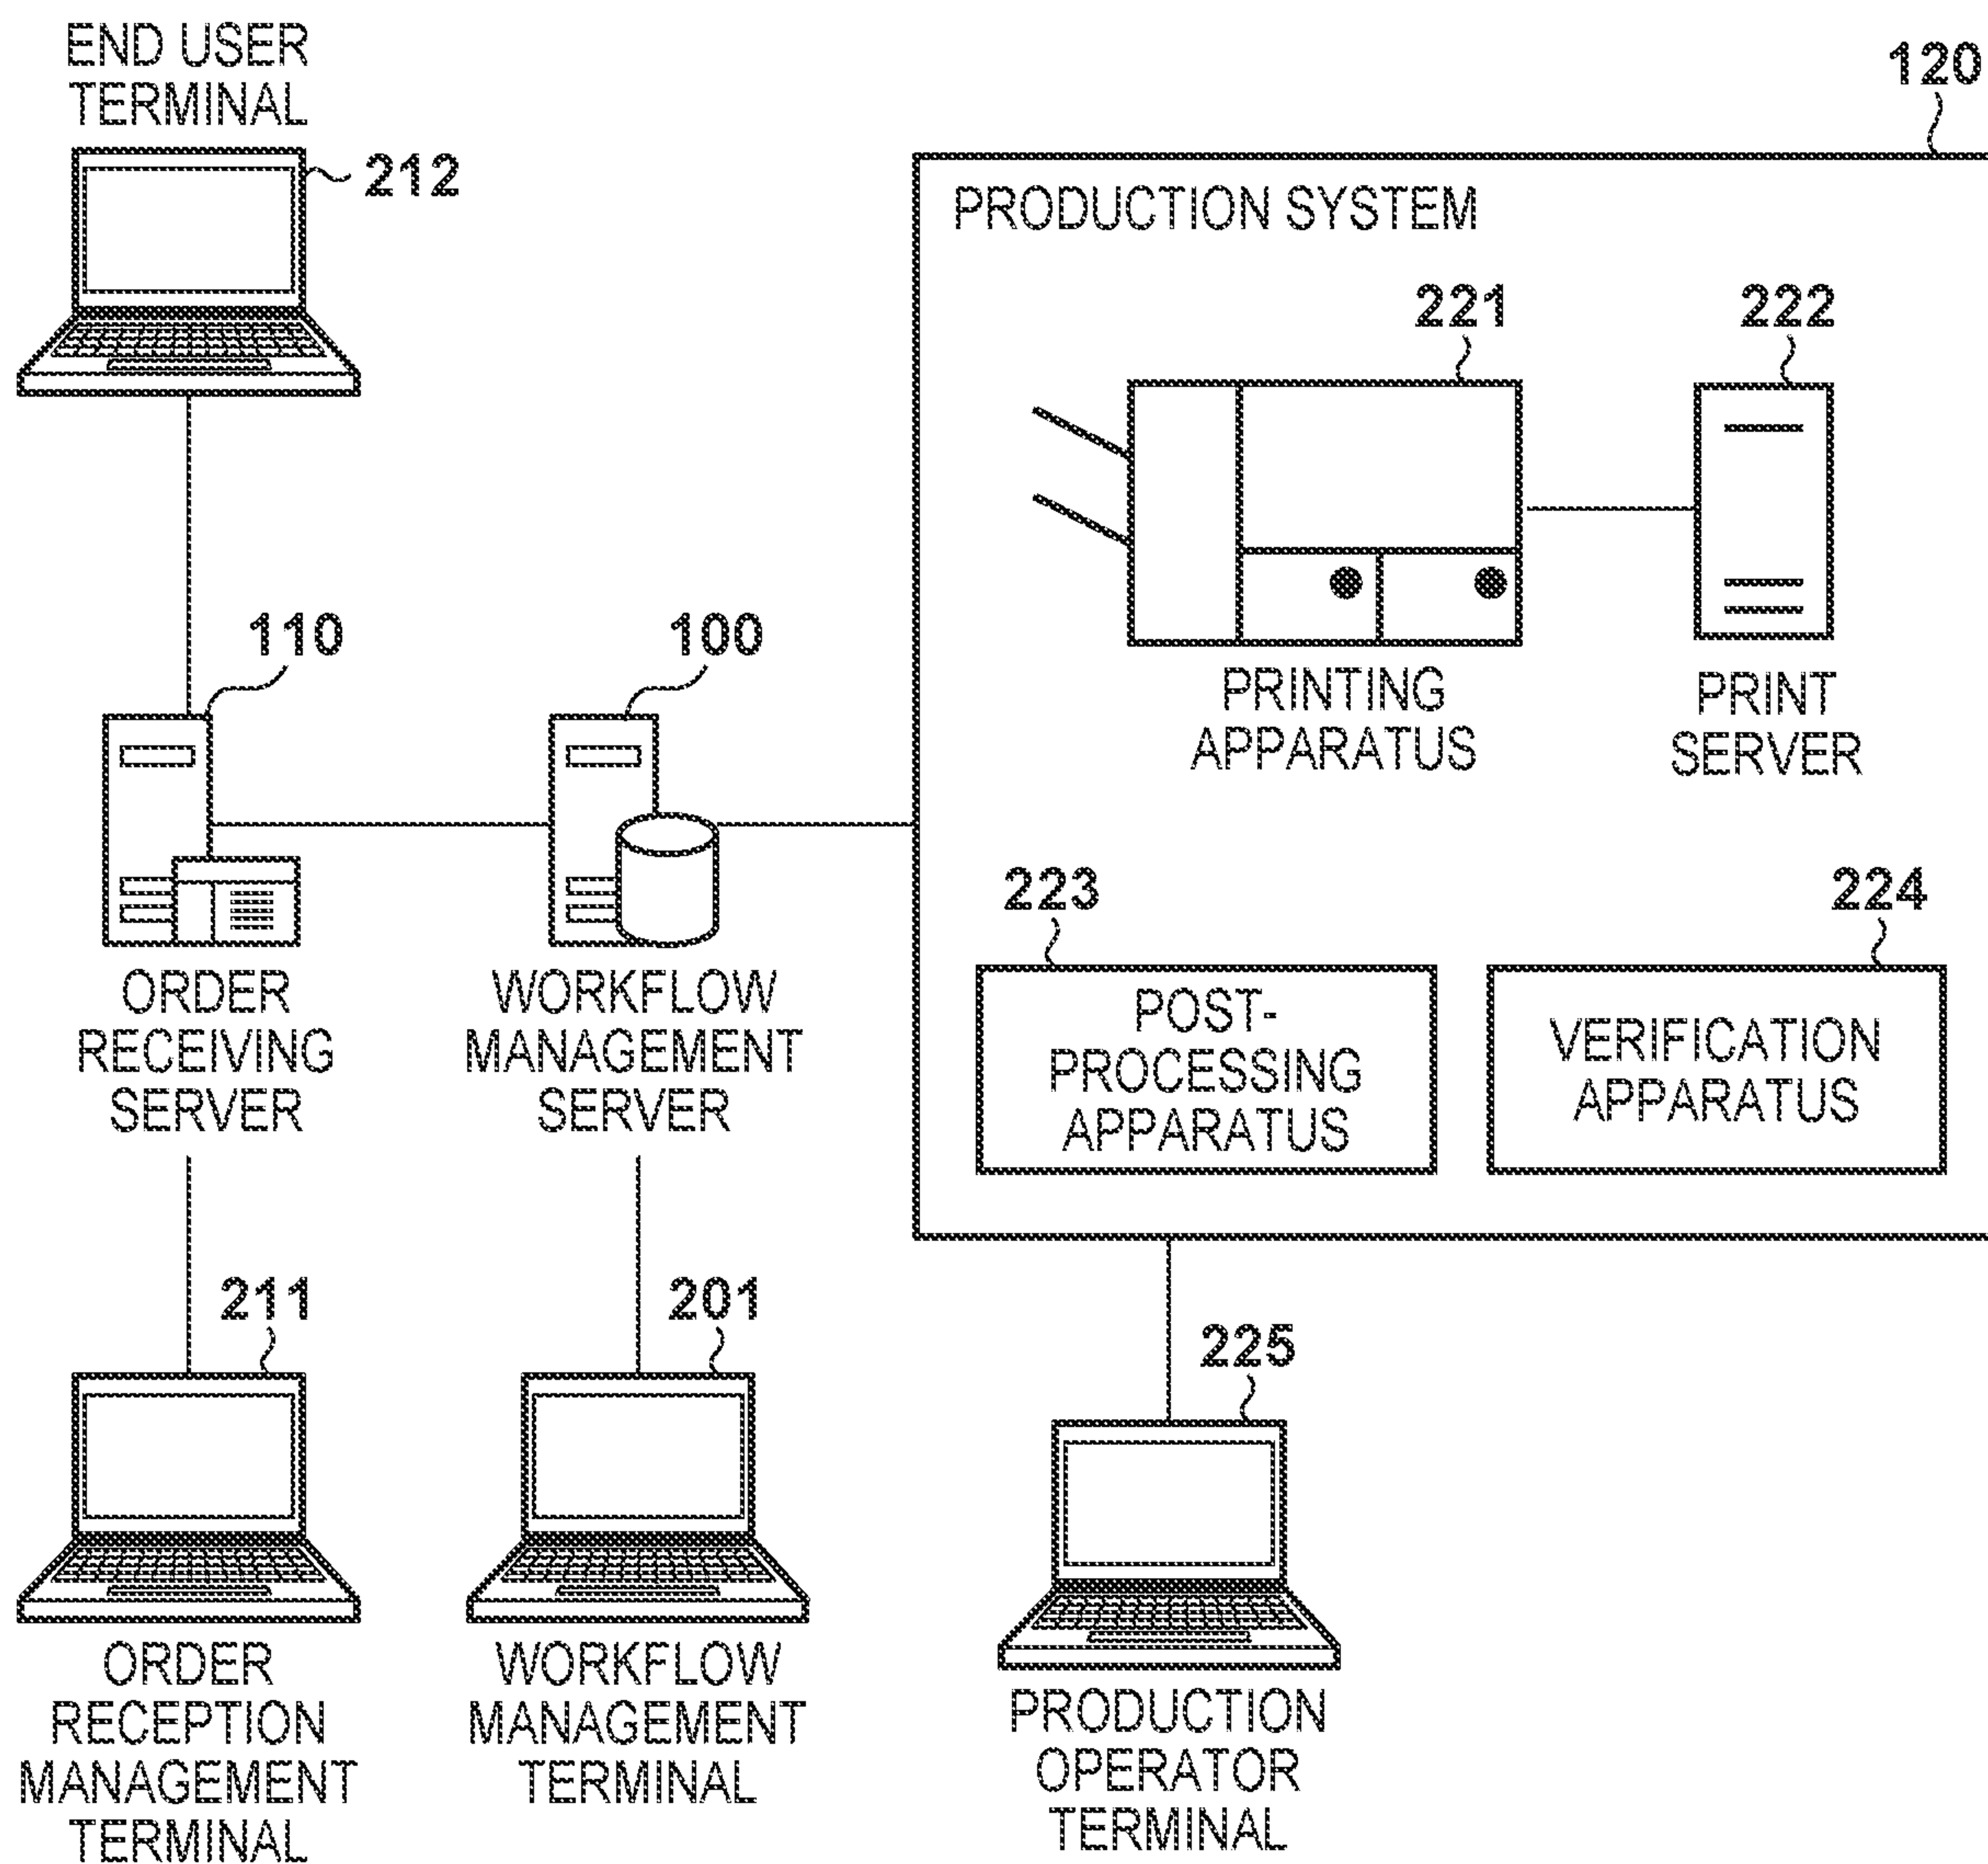 END USER
TERMINAL
212
120
PRODUCTION SYSTEM
221
222
PRINTING
APPARATUS
PRINT
SERVER
110
100
ORDER
RECEIVING
SERVER
WORKFLOW
MANAGEMENT
SERVER
223
224
POST-
PROCESSING
APPARATUS
VERIFICATION
APPARATUS
211
201
225
ORDER
RECEPTION
MANAGEMENT
TERMINAL
WORKFLOW
MANAGEMENT
TERMINAL
PRODUCTION
OPERATOR
TERMINAL